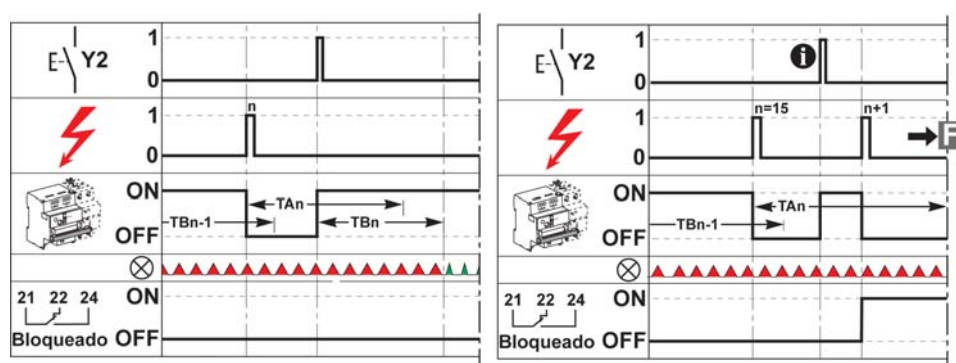 E-\ Y2
1
0
n
1
0
ON
OFF
TBn-1
TAn
TBn
21 22 24
ON
Bloqueado OFF
E-\ Y2
1
0
i
n=15
n+1
1
0
F
ON
OFF
TBn-1
TAn
21 22 24
ON
Bloqueado OFF